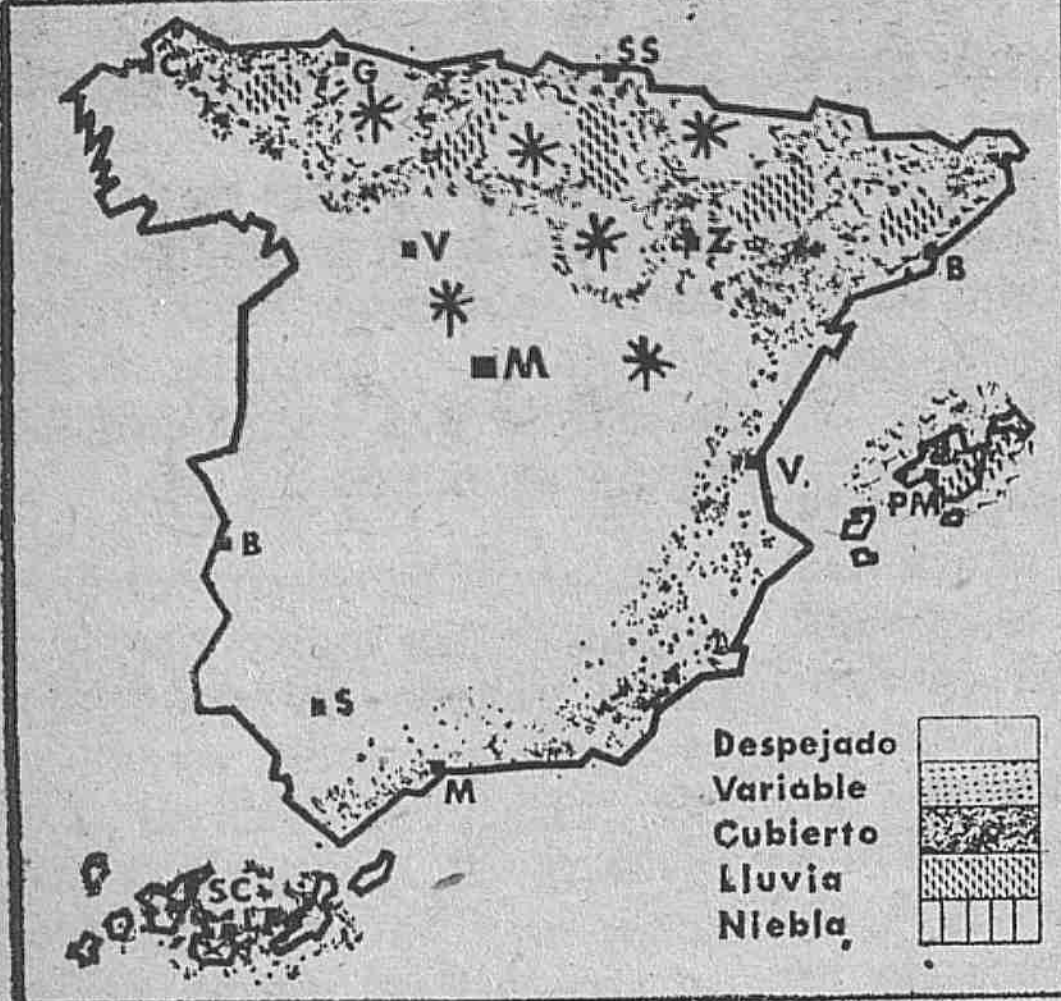 C
G
SS
V
Z
B
M
V.
PM
B
S
M
SC
Despejado
Variable
Cubierto
Lluvia
Niebla